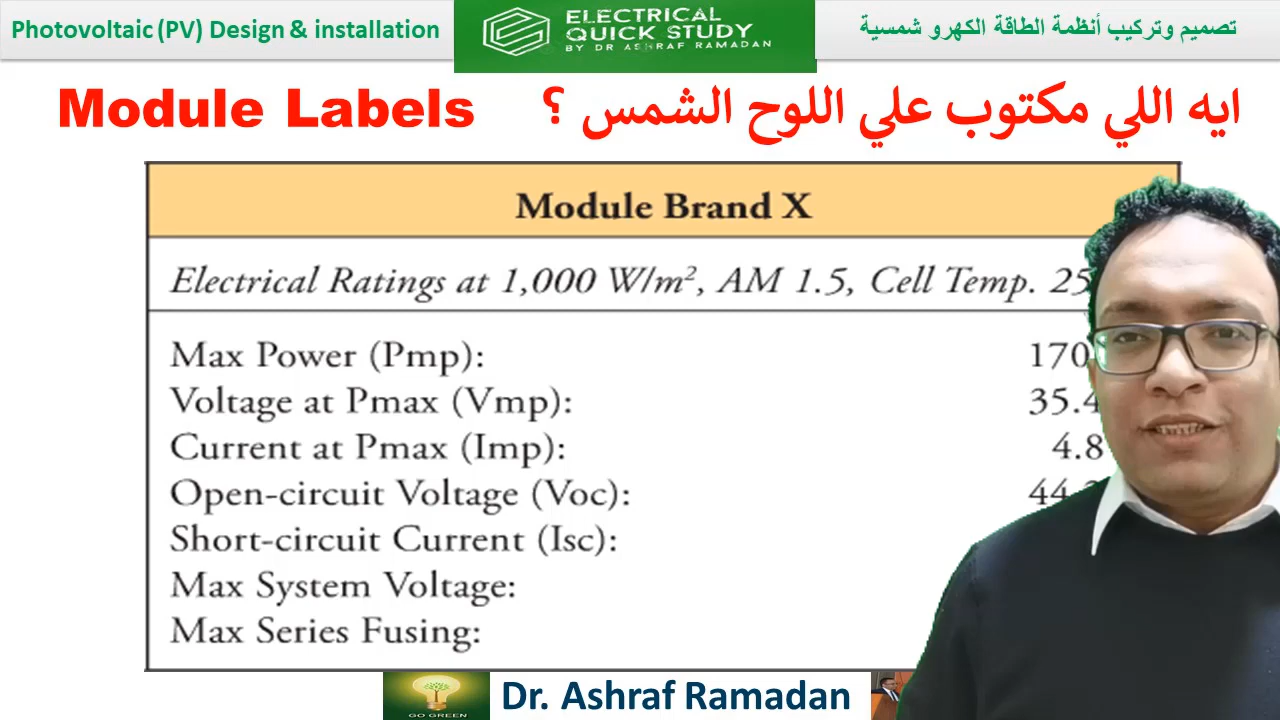 Photovoltaic (PV) Design & installation
ELECTRICAL
QUICK STUDY
BY DR ASHRAF RAMADAN
تصميم وتركيب أنظمة الطاقة الكهرو شمسية
Module Labels
ايه اللي مكتوب علي اللوح الشمس ؟
Module Brand X
Electrical Ratings at 1,000 W/m², AM 1.5, Cell Temp. 25
Max Power (Pmp): 170
Voltage at Pmax (Vmp): 35.4
Current at Pmax (Imp): 4.8
Open-circuit Voltage (Voc): 44.
Short-circuit Current (Isc):
Max System Voltage:
Max Series Fusing:
GO GREEN
Dr. Ashraf Ramadan